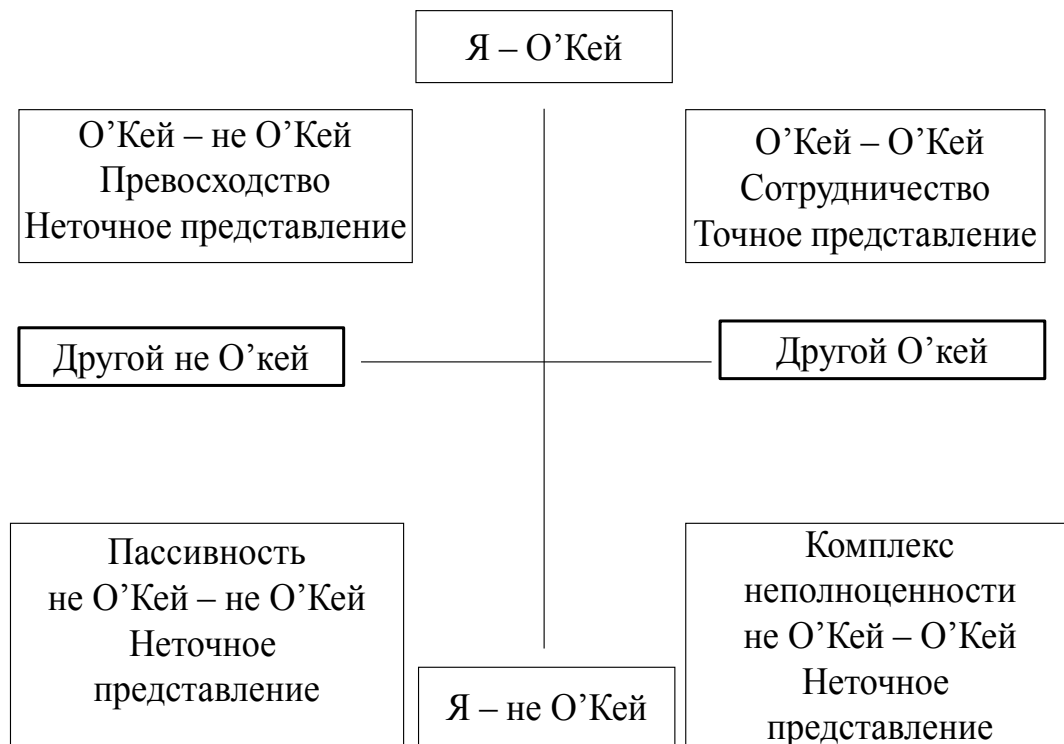 Я – О’Кей
О’Кей – не О’Кей
Превосходство
Неточное представление
О’Кей – О’Кей
Сотрудничество
Точное представление
Другой не О’кей
Другой О’кей
Пассивность
не О’Кей – не О’Кей
Неточное
представление
Комплекс
неполноценности
не О’Кей – О’Кей
Неточное
представление
Я – не О’Кей